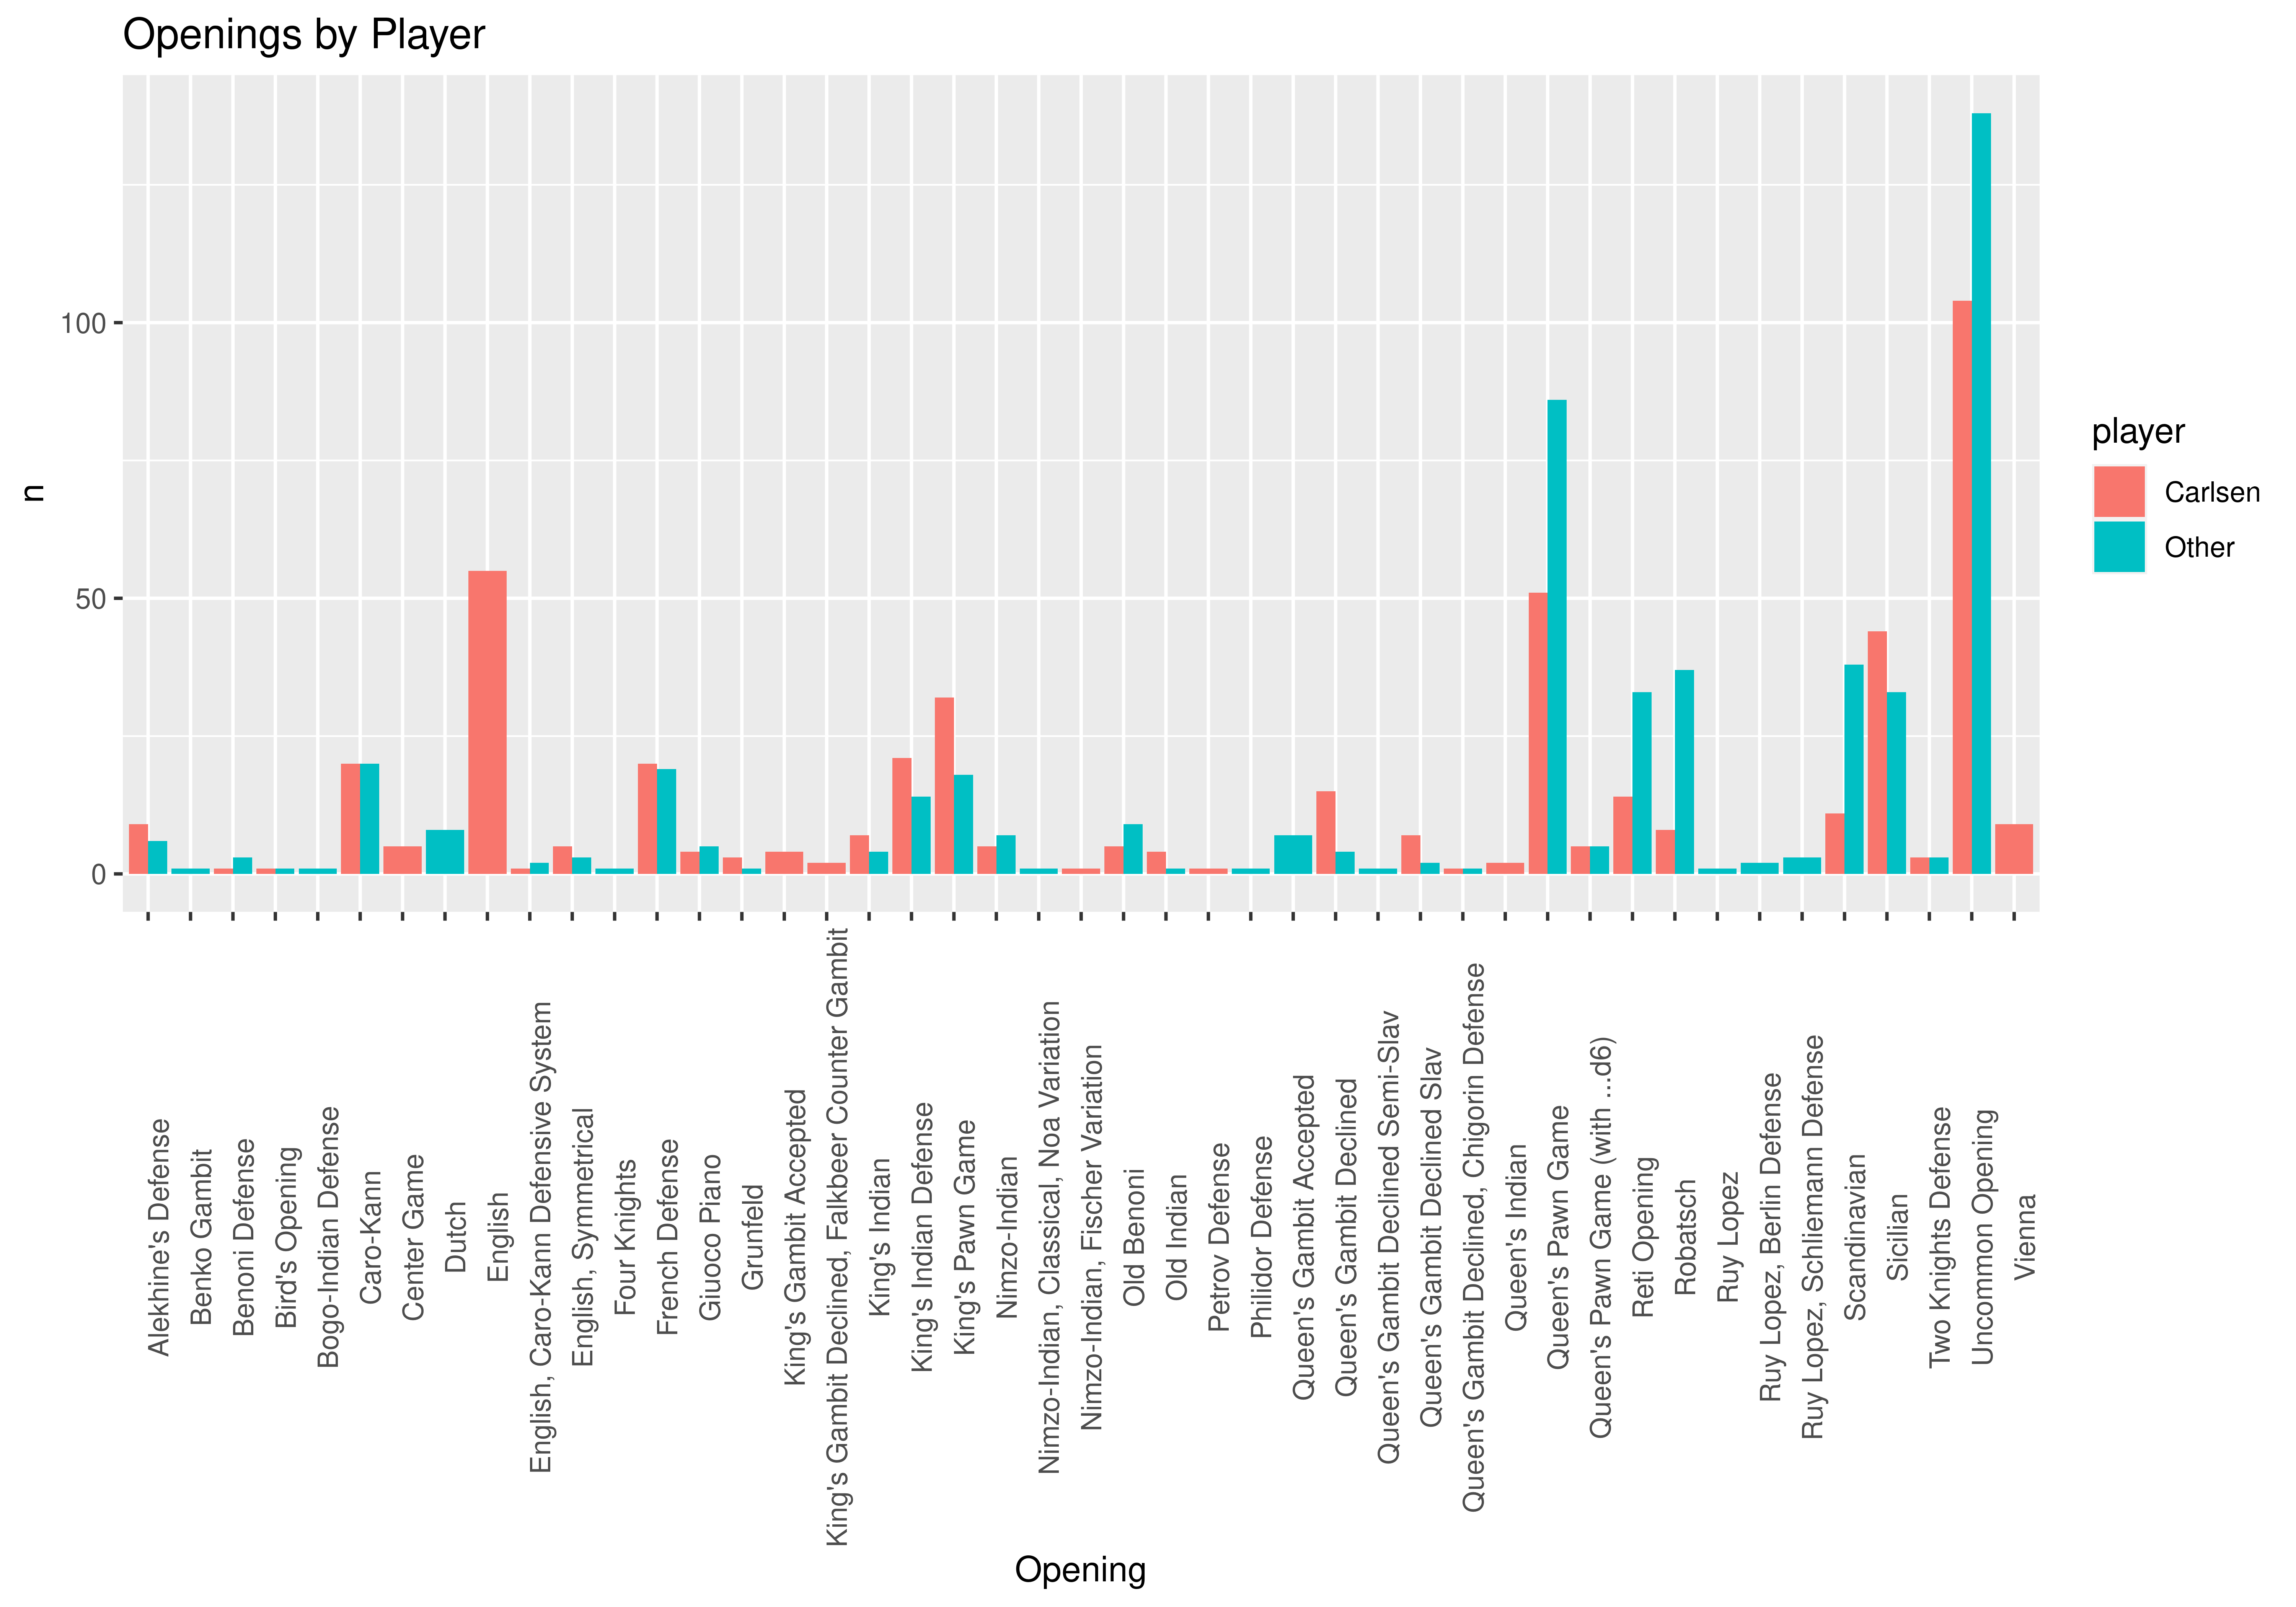 Openings by Player
n
100
50
0
player
Carlsen
Other
Alekhine's Defense
Benko Gambit
Benoni Defense
Bird's Opening
Bogo-Indian Defense
Caro-Kann
Center Game
Dutch
English
English, Caro-Kann Defensive System
English, Symmetrical
Four Knights
French Defense
Giuoco Piano
Grunfeld
King's Gambit Accepted
King's Gambit Declined, Falkbeer Counter Gambit
King's Indian
King's Indian Defense
King's Pawn Game
Nimzo-Indian
Nimzo-Indian, Classical, Noa Variation
Nimzo-Indian, Fischer Variation
Old Benoni
Old Indian
Petrov Defense
Philidor Defense
Queen's Gambit Accepted
Queen's Gambit Declined
Queen's Gambit Declined Semi-Slav
Queen's Gambit Declined Slav
Queen's Gambit Declined, Chigorin Defense
Queen's Indian
Queen's Pawn Game
Queen's Pawn Game (with ...d6)
Reti Opening
Robatsch
Ruy Lopez
Ruy Lopez, Berlin Defense
Ruy Lopez, Schliemann Defense
Scandinavian
Sicilian
Two Knights Defense
Uncommon Opening
Vienna
Opening